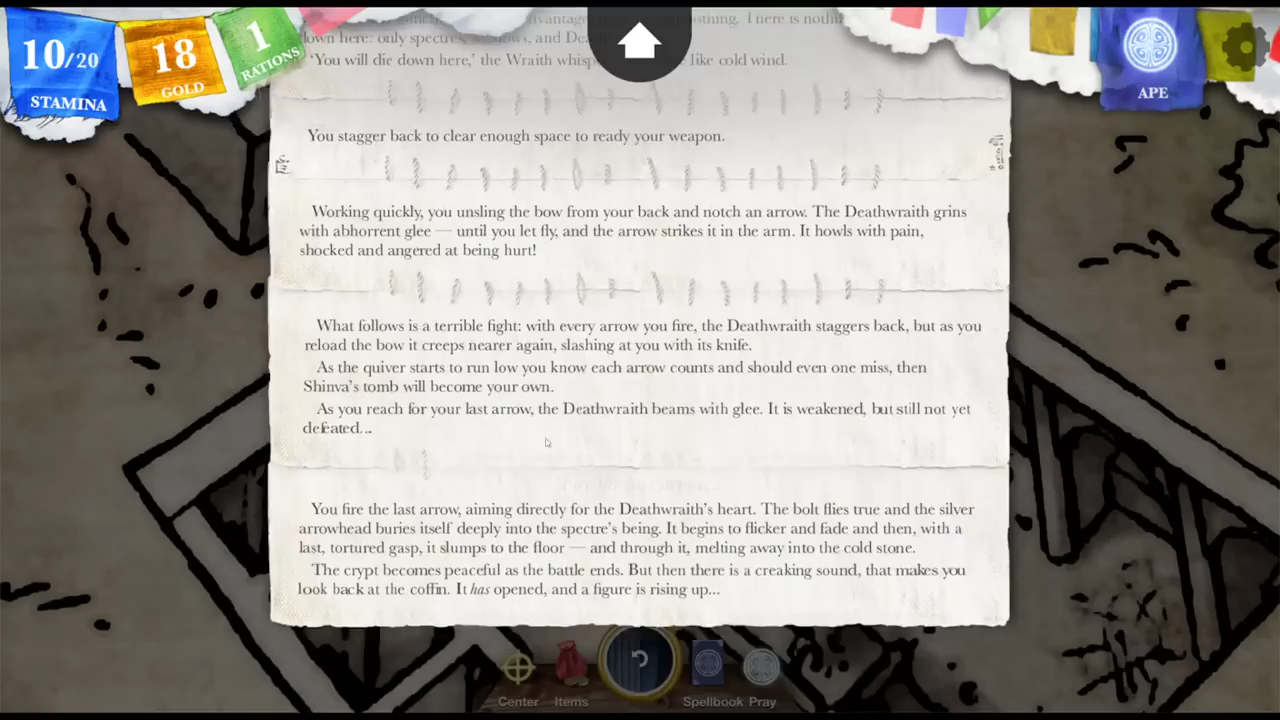 10/20
STAMINA
18
GOLD
1
RATIONS
APE
nothing. There is
down here: only spectres, and
'You will die down here,' the Wraith like cold wind.
You stagger back to clear enough space to ready your weapon.
Working quickly, you unsling the bow from your back and notch an arrow. The Deathwraith grins
with abhorrent glee — until you let fly, and the arrow strikes it in the arm. It howls with pain,
shocked and angered at being hurt!
What follows is a terrible fight: with every arrow you fire, the Deathwraith staggers back, but as you
reload the bow it creeps nearer again, slashing at you with its knife.
As the quiver starts to run low you know each arrow counts and should even one miss, then
Shinva's tomb will become your own.
As you reach for your last arrow, the Deathwraith beams with glee. It is weakened, but still not yet
defeated...
You fire the last arrow, aiming directly for the Deathwraith's heart. The bolt flies true and the silver
arrowhead buries itself deeply into the spectre's being. It begins to flicker and fade and then, with a
last, tortured gasp, it slumps to the floor — and through it, melting away into the cold stone.
The crypt becomes peaceful as the battle ends. But then there is a creaking sound, that makes you
look back at the coffin. It has opened, and a figure is rising up...
Center
Items
Spellbook
Pray